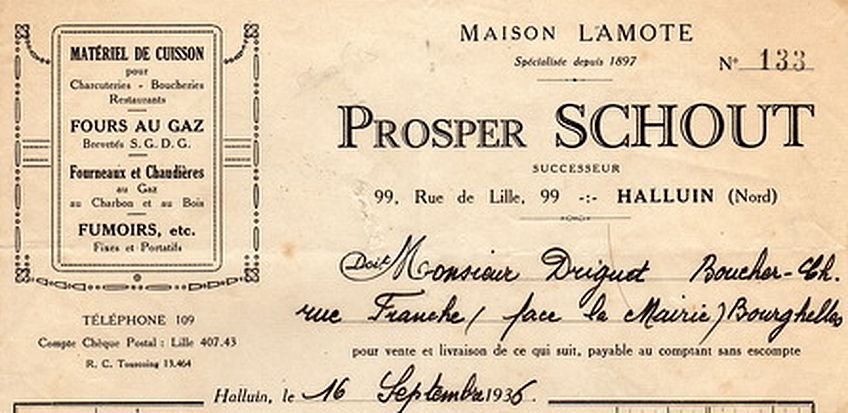 MAISON LAMOTE
Spécialisée depuis 1897
N° 133
PROSPER SCHOUT
SUCCESSEUR
99, Rue de Lille, 99 -:- HALLUIN (Nord)
MATÉRIEL DE CUISSON
pour
Charcuteries - Boucheries
Restaurants
FOURS AU GAZ
Brevetés S. G. D. G.
Fourneaux et Chaudières
au Gaz
au Charbon et au Bois
FUMOIRS, etc.
Fixes et Portatifs
TÉLÉPHONE 109
Compte Chèque Postal : Lille 407.43
R. C. Tourcoing 13.464
Doit Monsieur Driguet Boucher-Ch.
rue Franche ( face la Mairie ) Bourghelles
pour vente et livraison de ce qui suit, payable au comptant sans escompte
Halluin, le 16 Septembre 1936.